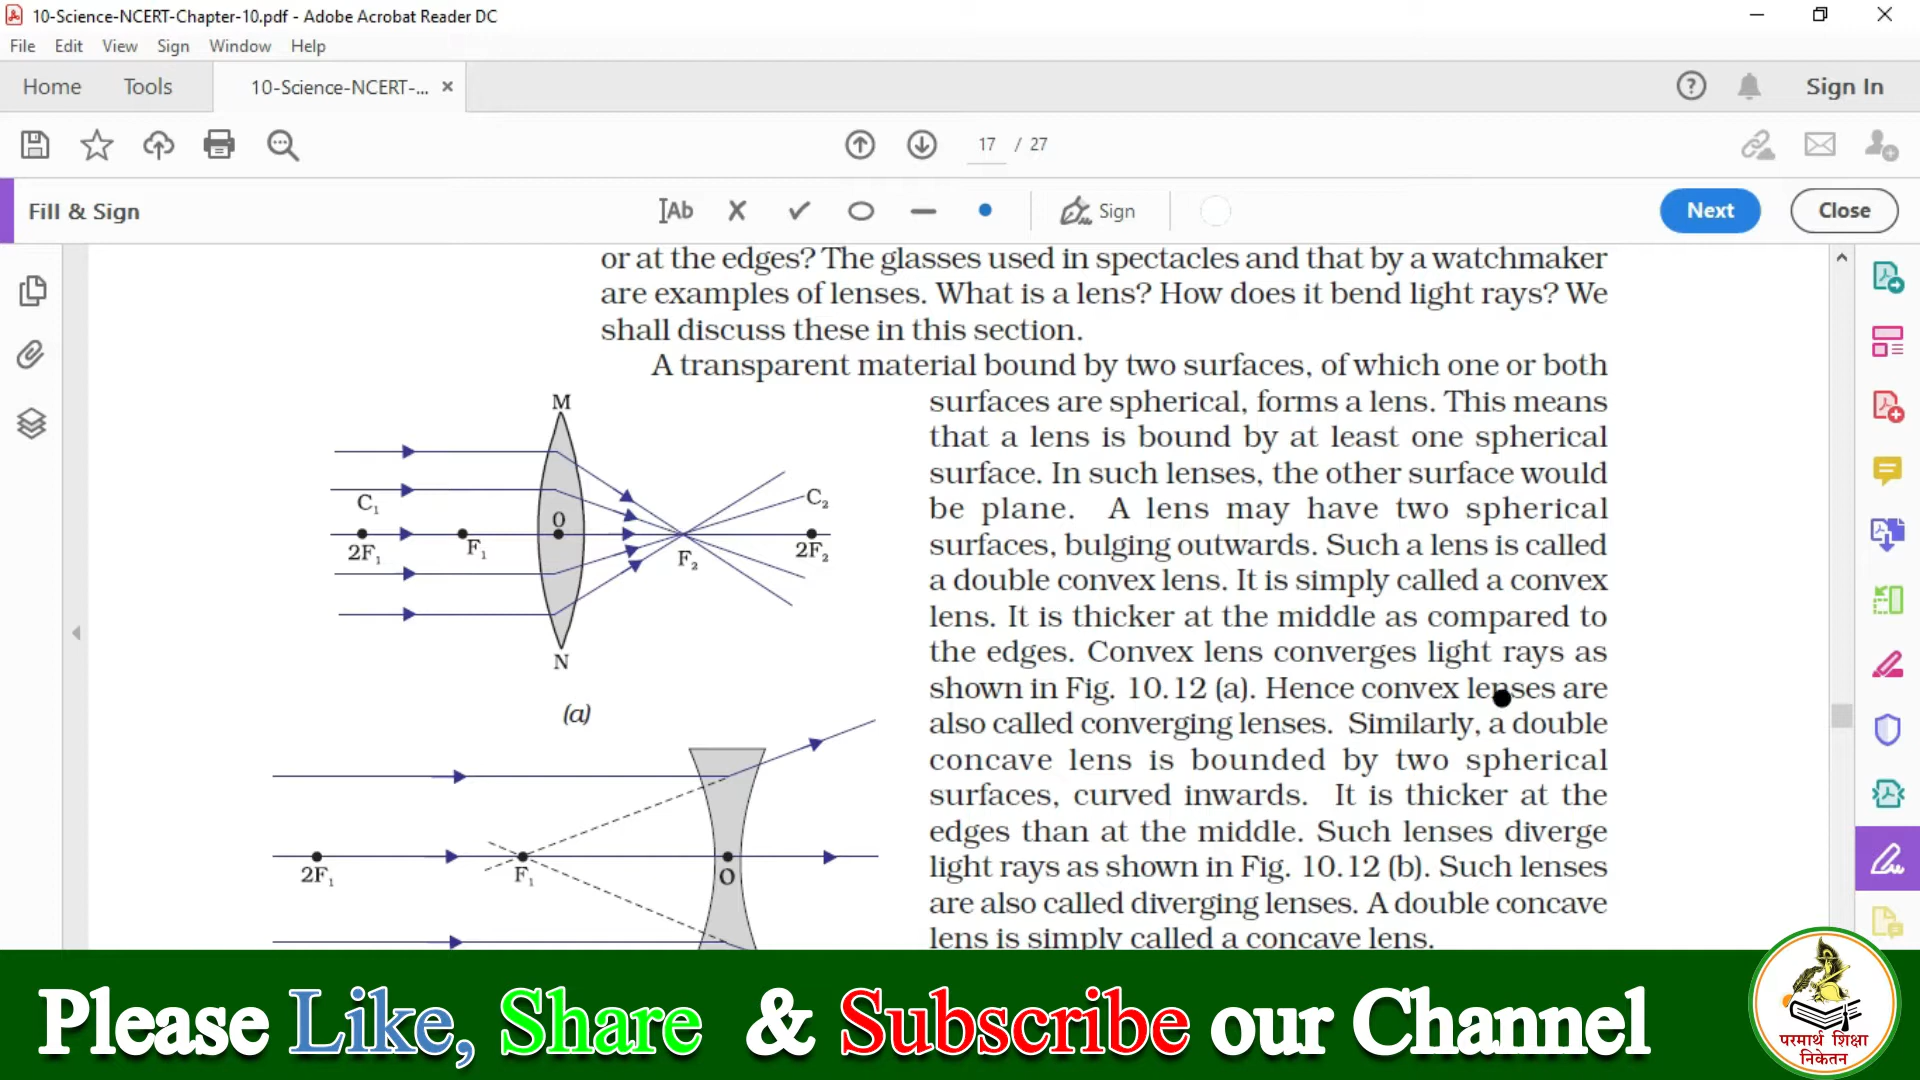 10-Science-NCERT-Chapter-10.pdf - Adobe Acrobat Reader DC
File Edit View Sign Window Help
Home Tools 10-Science-NCERT-... × Sign In
17 / 27
Fill & Sign Ab Sign Next Close
or at the edges? The glasses used in spectacles and that by a watchmaker
are examples of lenses. What is a lens? How does it bend light rays? We
shall discuss these in this section.
A transparent material bound by two surfaces, of which one or both
surfaces are spherical, forms a lens. This means
that a lens is bound by at least one spherical
surface. In such lenses, the other surface would
be plane. A lens may have two spherical
surfaces, bulging outwards. Such a lens is called
a double convex lens. It is simply called a convex
lens. It is thicker at the middle as compared to
the edges. Convex lens converges light rays as
shown in Fig. 10.12 (a). Hence convex lenses are
also called converging lenses. Similarly, a double
concave lens is bounded by two spherical
surfaces, curved inwards. It is thicker at the
edges than at the middle. Such lenses diverge
light rays as shown in Fig. 10.12 (b). Such lenses
are also called diverging lenses. A double concave
lens is simply called a concave lens.
M
C₁ C₂
O
2F₁ F₁ F₂ 2F₂
N
(a)
2F₁ F₁ O
Please Like, Share & Subscribe our Channel
परमार्थ शिक्षा
निकेतन